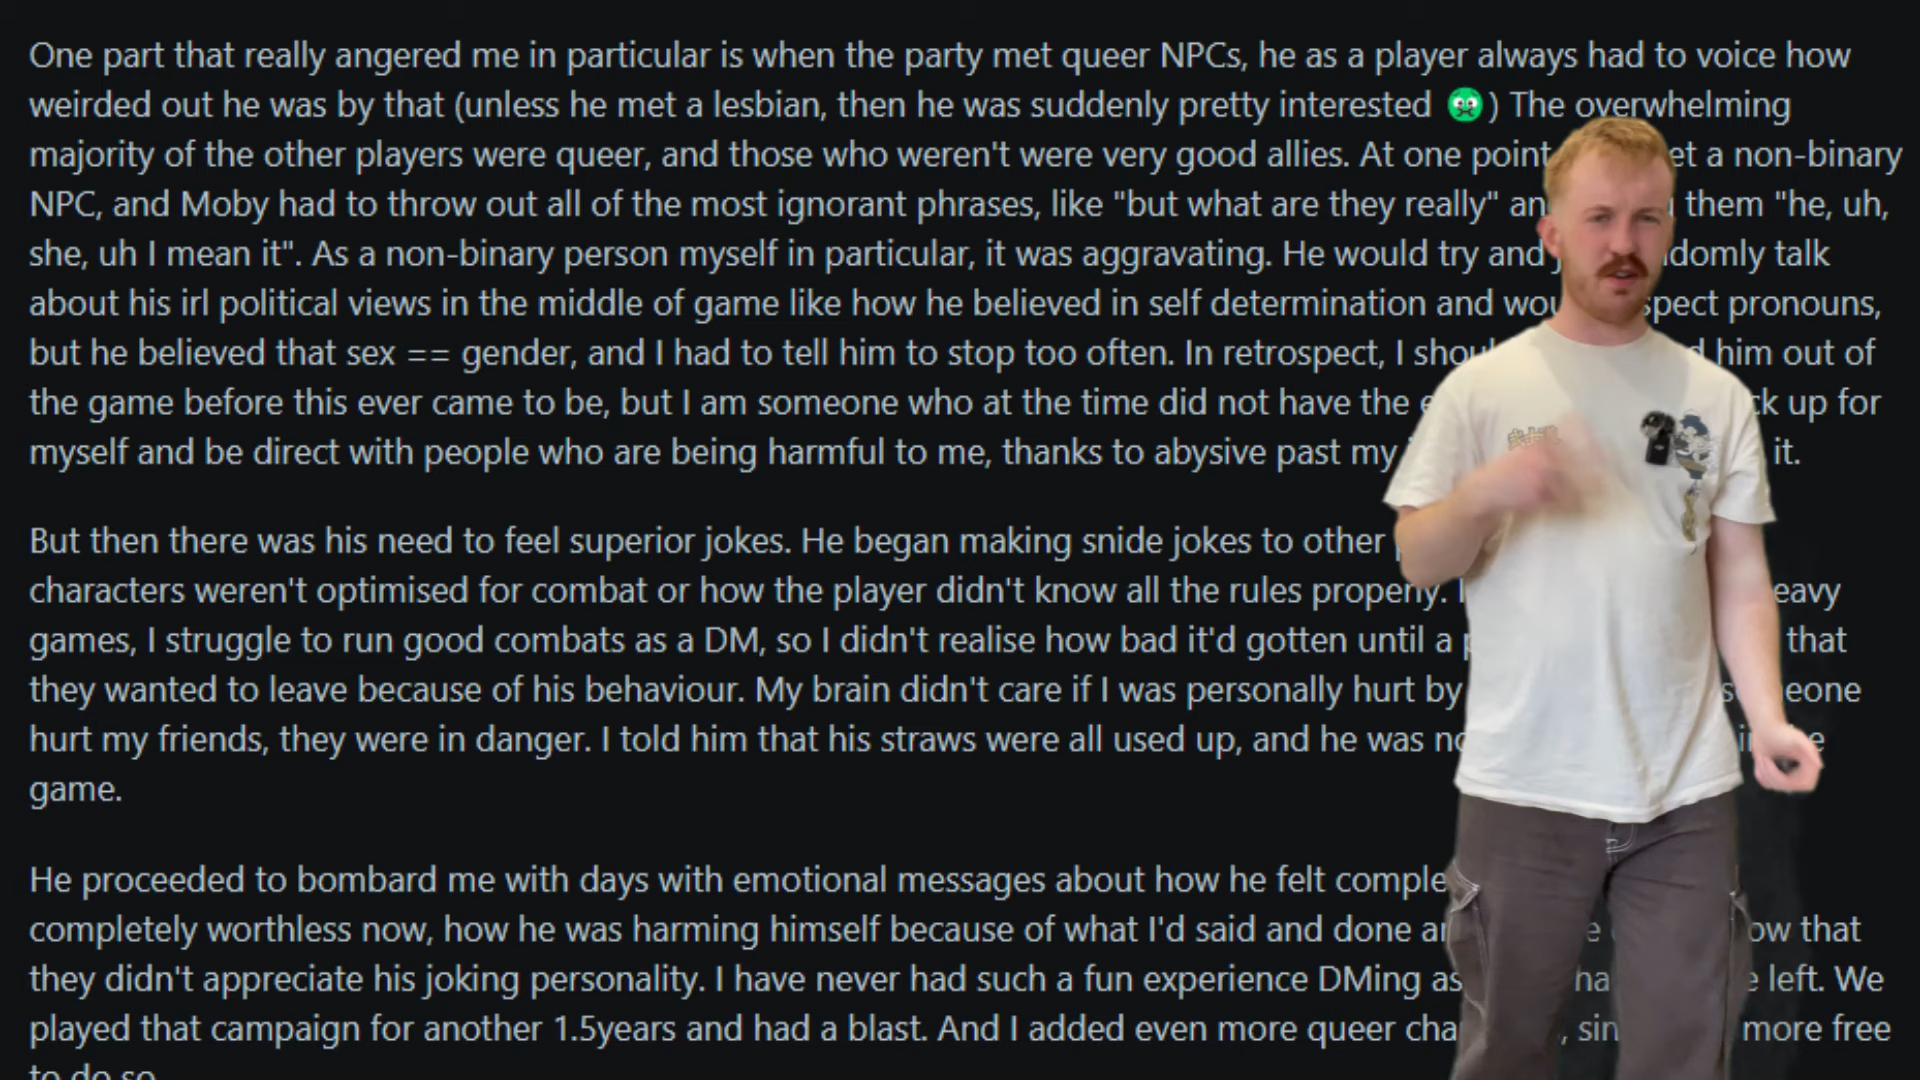 One part that really angered me in particular is when the party met queer NPCs, he as a player always had to voice how
weirded out he was by that (unless he met a lesbian, then he was suddenly pretty interested 🤢) The overwhelming
majority of the other players were queer, and those who weren't were very good allies. At one point a non-binary
NPC, and Moby had to throw out all of the most ignorant phrases, like "but what are they really" them "he, uh,
she, uh I mean it". As a non-binary person myself in particular, it was aggravating. He would try and talk
about his irl political views in the middle of game like how he believed in self determination and pronouns,
but he believed that sex == gender, and I had to tell him to stop too often. In retrospect, I him out of
the game before this ever came to be, but I am someone who at the time did not have the up for
myself and be direct with people who are being harmful to me, thanks to abysive past my it.
But then there was his need to feel superior jokes. He began making snide jokes to other
characters weren't optimised for combat or how the player didn't know all the rules properly.
games, I struggle to run good combats as a DM, so I didn't realise how bad it'd gotten until a that
they wanted to leave because of his behaviour. My brain didn't care if I was personally hurt by
hurt my friends, they were in danger. I told him that his straws were all used up, and he was
game.
He proceeded to bombard me with days with emotional messages about how he felt
completely worthless now, how he was harming himself because of what I'd said and done that
they didn't appreciate his joking personality. I have never had such a fun experience DMing as left. We
played that campaign for another 1.5years and had a blast. And I added even more queer more free
to do so